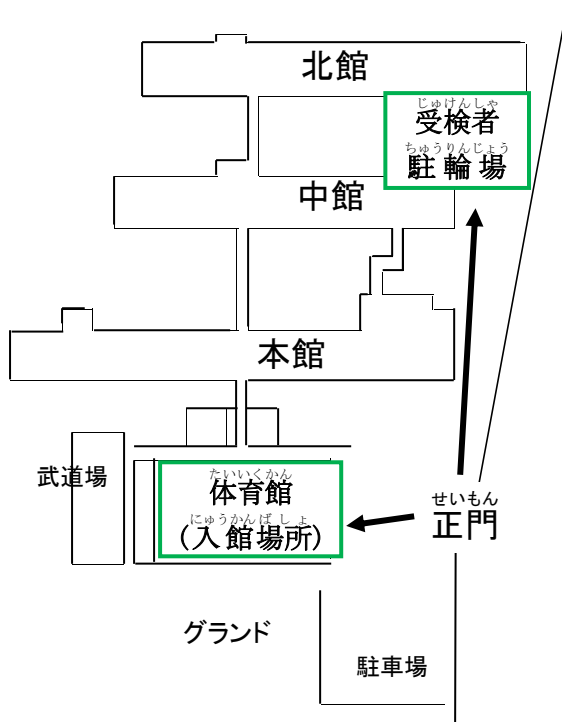 北館
じゅけんしゃ
受検者
ちゅうりんじょう
駐輪場
中館
本館
武道場
たいいくかん
体育館
にゅうかんばしょ
(入館場所)
せいもん
正門
グランド
駐車場